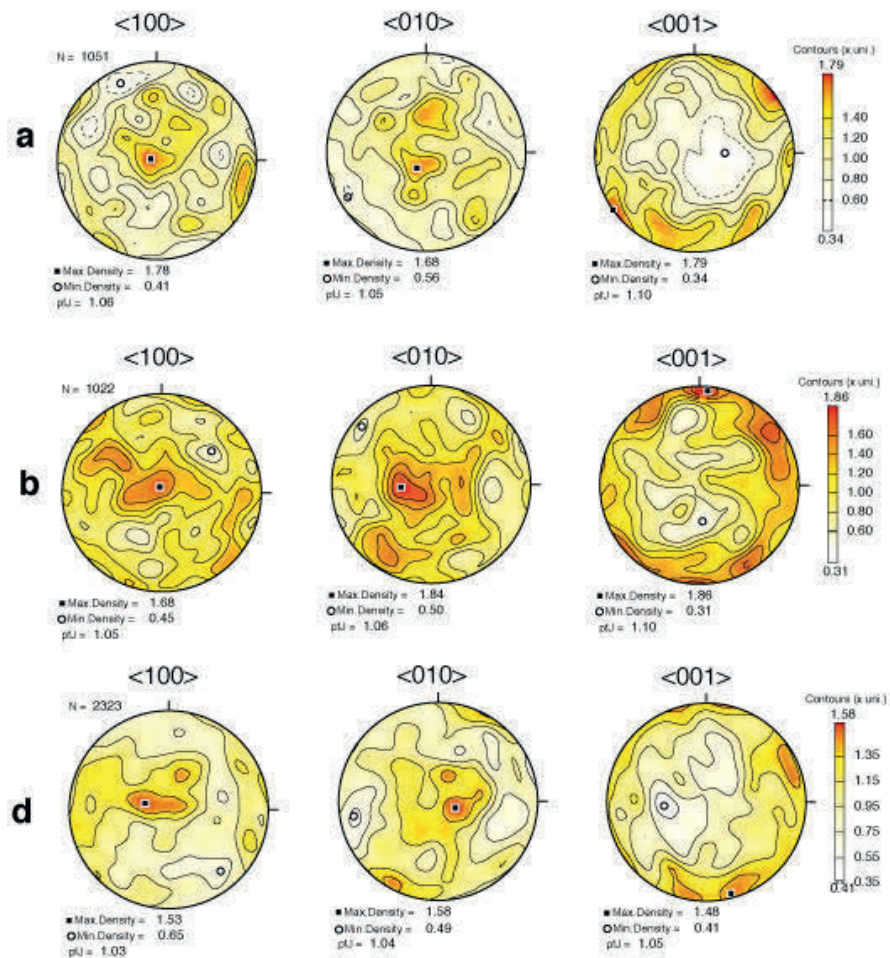 <100> <010> <001>
N = 1051
Contours (x uni.)
1.79
1.40
1.20
1.00
0.80
0.60
0.34
a
■ Max.Density = 1.78
○ Min.Density = 0.41
pfJ = 1.06
■ Max.Density = 1.68
○ Min.Density = 0.56
pfJ = 1.05
■ Max.Density = 1.79
○ Min.Density = 0.34
pfJ = 1.10
<100> <010> <001>
N = 1022
Contours (x uni.)
1.86
1.60
1.40
1.20
1.00
0.80
0.60
0.31
b
■ Max.Density = 1.68
○ Min.Density = 0.45
pfJ = 1.05
■ Max.Density = 1.84
○ Min.Density = 0.50
pfJ = 1.06
■ Max.Density = 1.86
○ Min.Density = 0.31
pfJ = 1.10
<100> <010> <001>
N = 2323
Contours (x uni.)
1.58
1.35
1.15
0.95
0.75
0.55
0.35
0.41
d
■ Max.Density = 1.53
○ Min.Density = 0.65
pfJ = 1.03
■ Max.Density = 1.58
○ Min.Density = 0.49
pfJ = 1.04
■ Max.Density = 1.48
○ Min.Density = 0.41
pfJ = 1.05